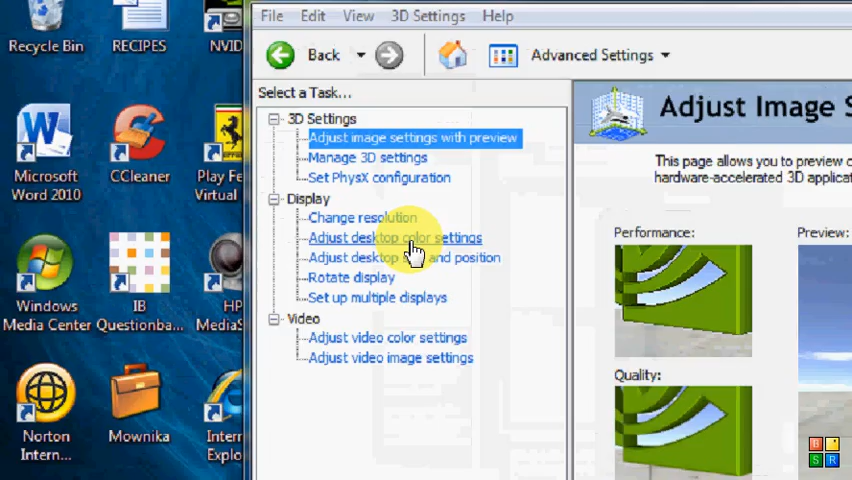 File Edit View 3D Settings Help
Back
Advanced Settings
Select a Task...
3D Settings
Adjust image settings with preview
Manage 3D settings
Set PhysX configuration
Display
Change resolution
Adjust desktop color settings
Adjust desktop and position
Rotate display
Set up multiple displays
Video
Adjust video color settings
Adjust video image settings
Adjust Image S
This page allows you to preview c
hardware-accelerated 3D applicat
Performance:
Preview:
Quality:
Recycle Bin
RECIPES
NVID
Microsoft
Word 2010
CCleaner
Play Fe
Virtual
Windows
Media Center
IB
Questionba...
HP
MediaS
Norton
Intern...
Mownika
Intern
Explo
B
G
S
R